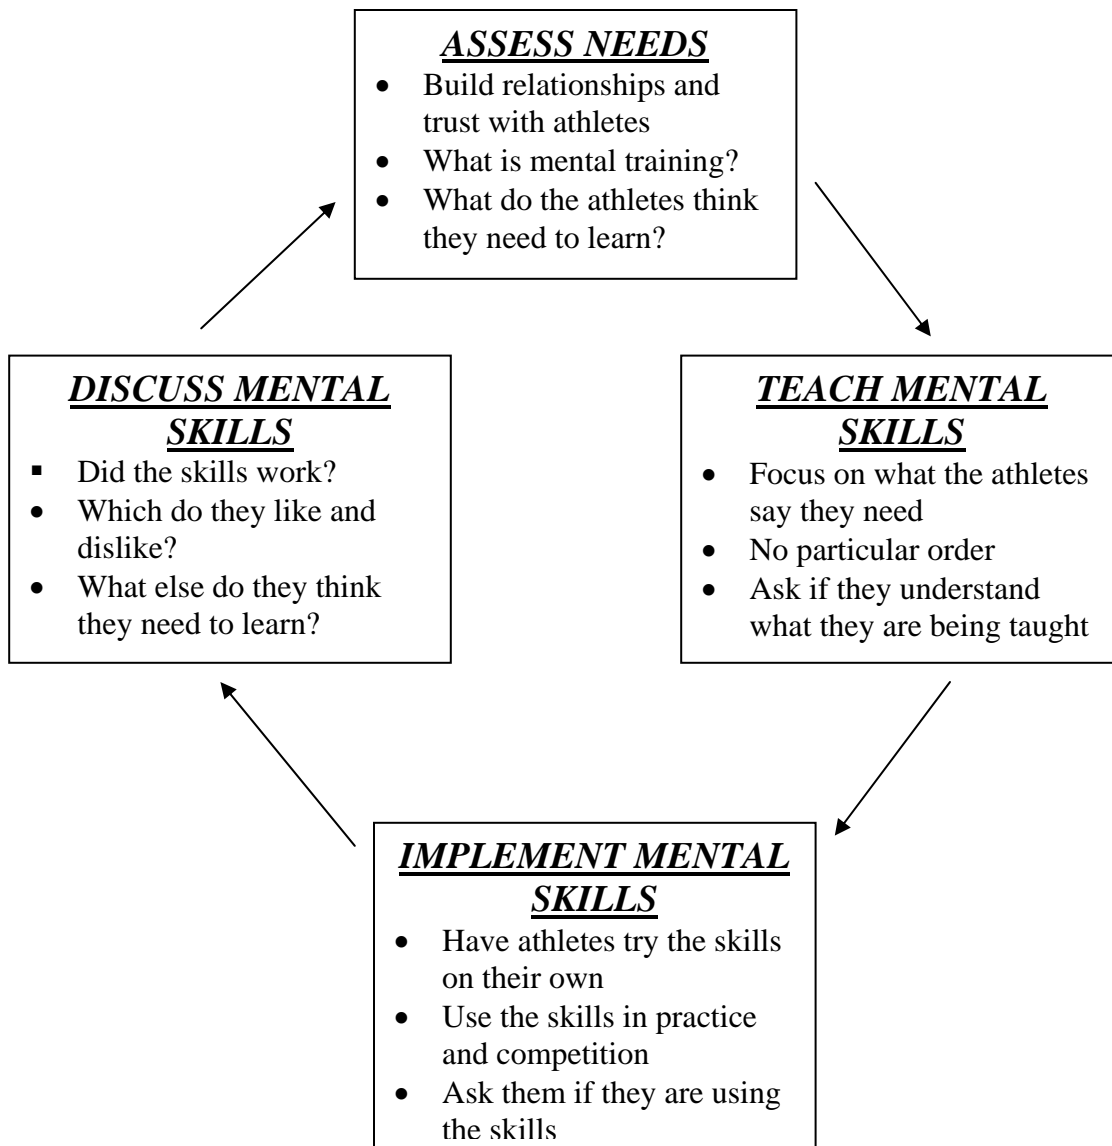 ASSESS NEEDS
• Build relationships and
trust with athletes
• What is mental training?
• What do the athletes think
they need to learn?
DISCUSS MENTAL
SKILLS
▪ Did the skills work?
• Which do they like and
dislike?
• What else do they think
they need to learn?
TEACH MENTAL
SKILLS
• Focus on what the athletes
say they need
• No particular order
• Ask if they understand
what they are being taught
IMPLEMENT MENTAL
SKILLS
• Have athletes try the skills
on their own
• Use the skills in practice
and competition
• Ask them if they are using
the skills